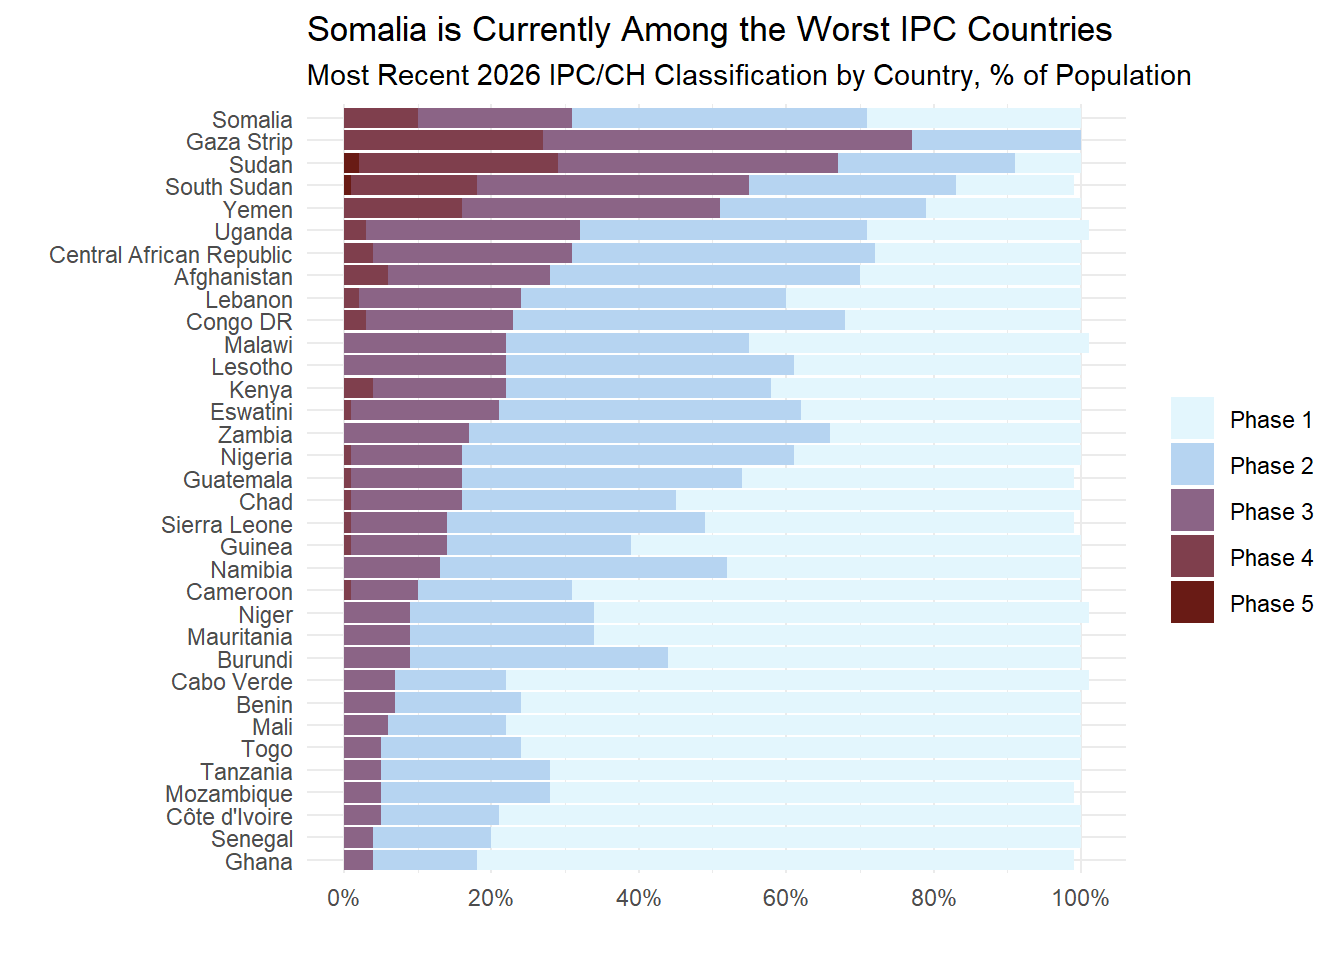 Somalia is Currently Among the Worst IPC Countries
Most Recent 2026 IPC/CH Classification by Country, % of Population
Somalia
Gaza Strip
Sudan
South Sudan
Yemen
Uganda
Central African Republic
Afghanistan
Lebanon
Congo DR
Malawi
Lesotho
Kenya
Eswatini
Zambia
Nigeria
Guatemala
Chad
Sierra Leone
Guinea
Namibia
Cameroon
Niger
Mauritania
Burundi
Cabo Verde
Benin
Mali
Togo
Tanzania
Mozambique
Côte d'Ivoire
Senegal
Ghana
0% 20% 40% 60% 80% 100%
Phase 1
Phase 2
Phase 3
Phase 4
Phase 5